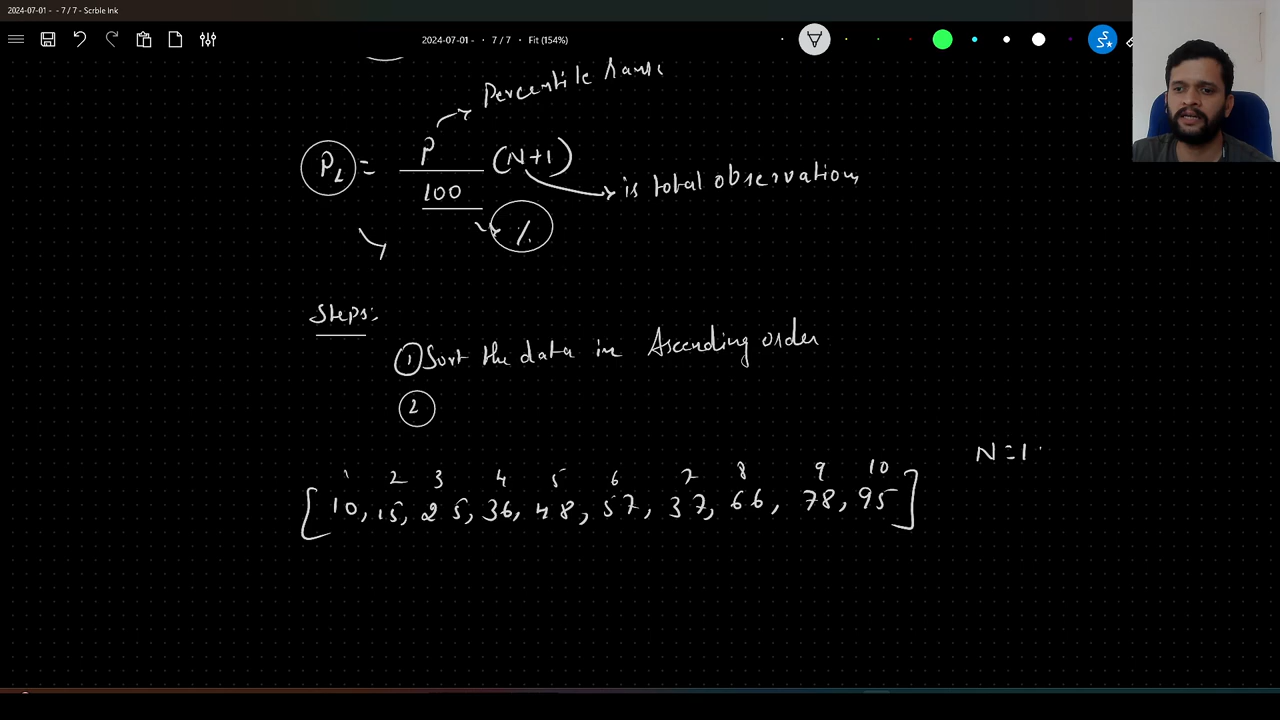 2024-07-01 - - 7 / 7 - Scrble Ink
2024-07-01 - • 7 / 7 • Fit (154%)
Percentile
PL = P/100 (N+1)
is total observation,
%
Steps:
① Sort the data in Ascending order
②
N = 1
1 2 3 4 5 6 7 8 9 10
[10, 15, 25, 36, 48, 57, 37, 66, 78, 95]